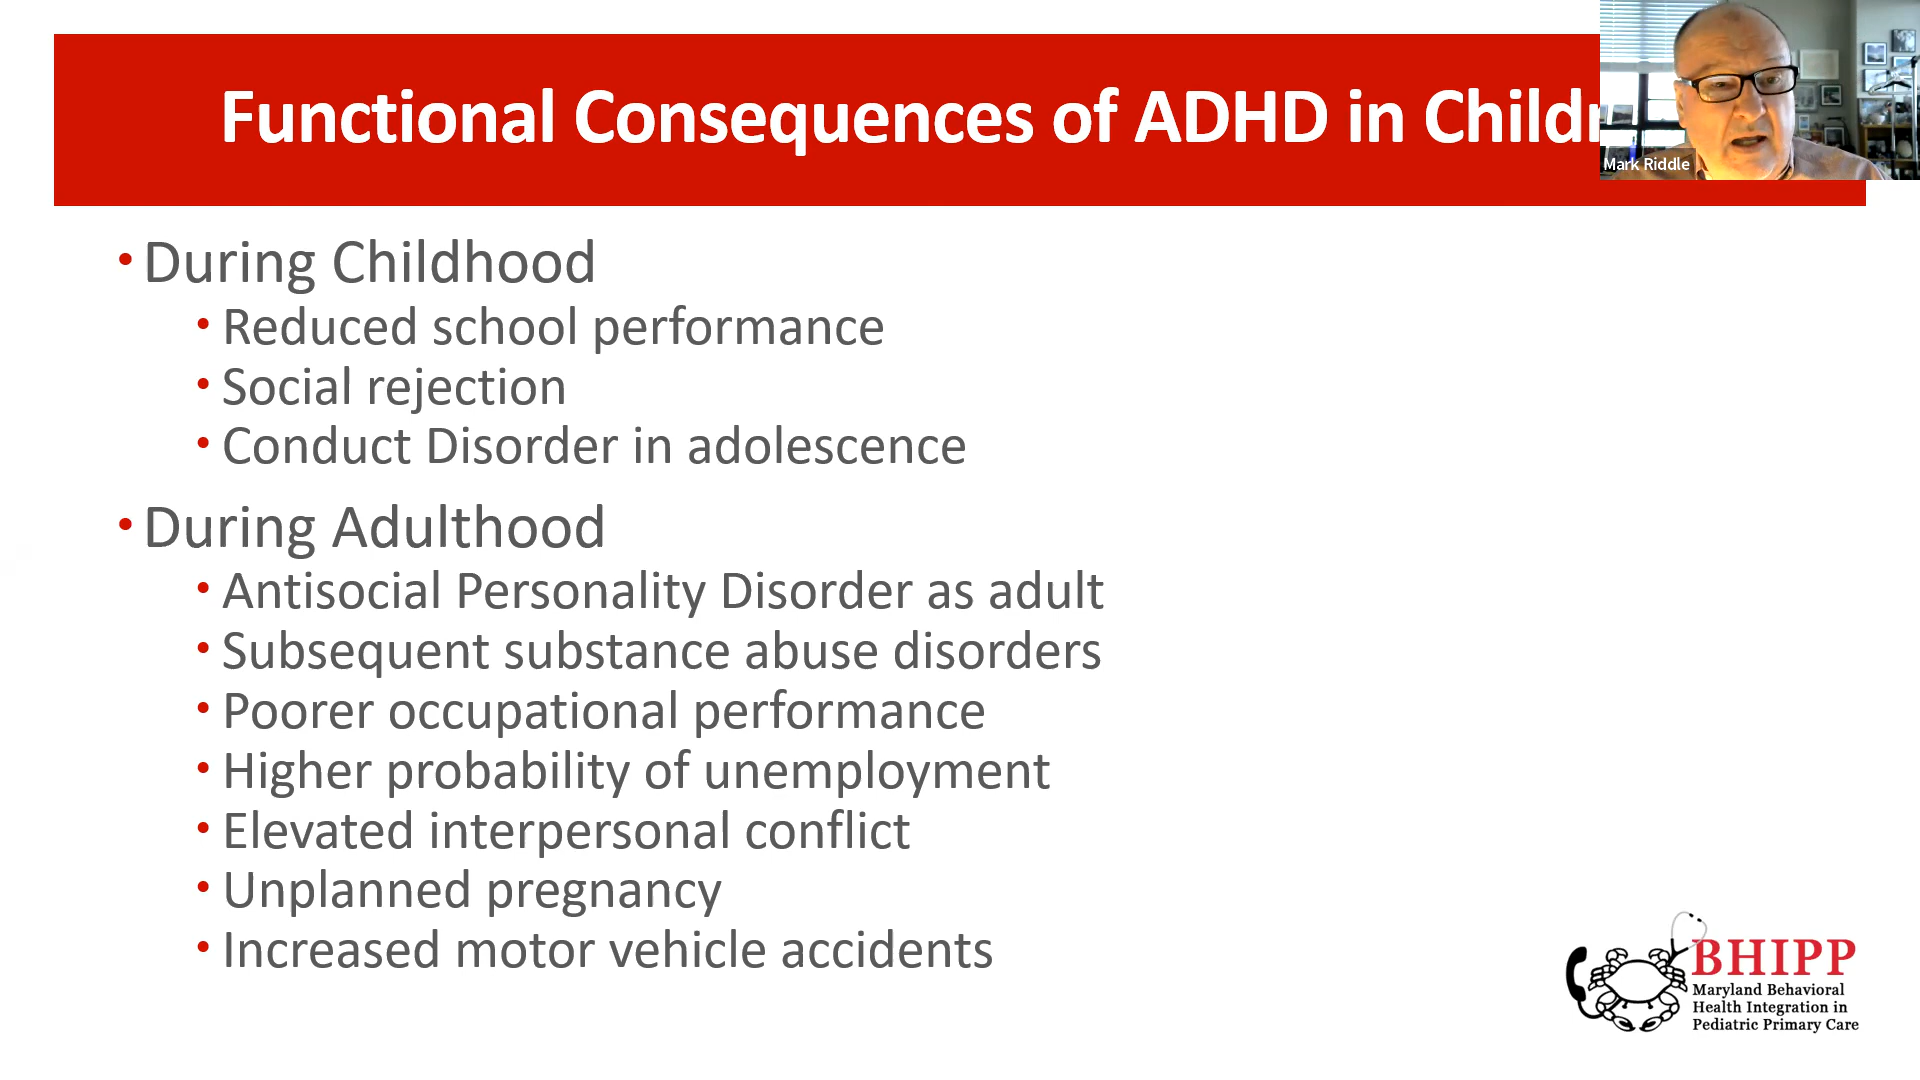 Functional Consequences of ADHD in Childr
Mark Riddle
• During Childhood
• Reduced school performance
• Social rejection
• Conduct Disorder in adolescence
• During Adulthood
• Antisocial Personality Disorder as adult
• Subsequent substance abuse disorders
• Poorer occupational performance
• Higher probability of unemployment
• Elevated interpersonal conflict
• Unplanned pregnancy
• Increased motor vehicle accidents
BHIPP
Maryland Behavioral
Health Integration in
Pediatric Primary Care